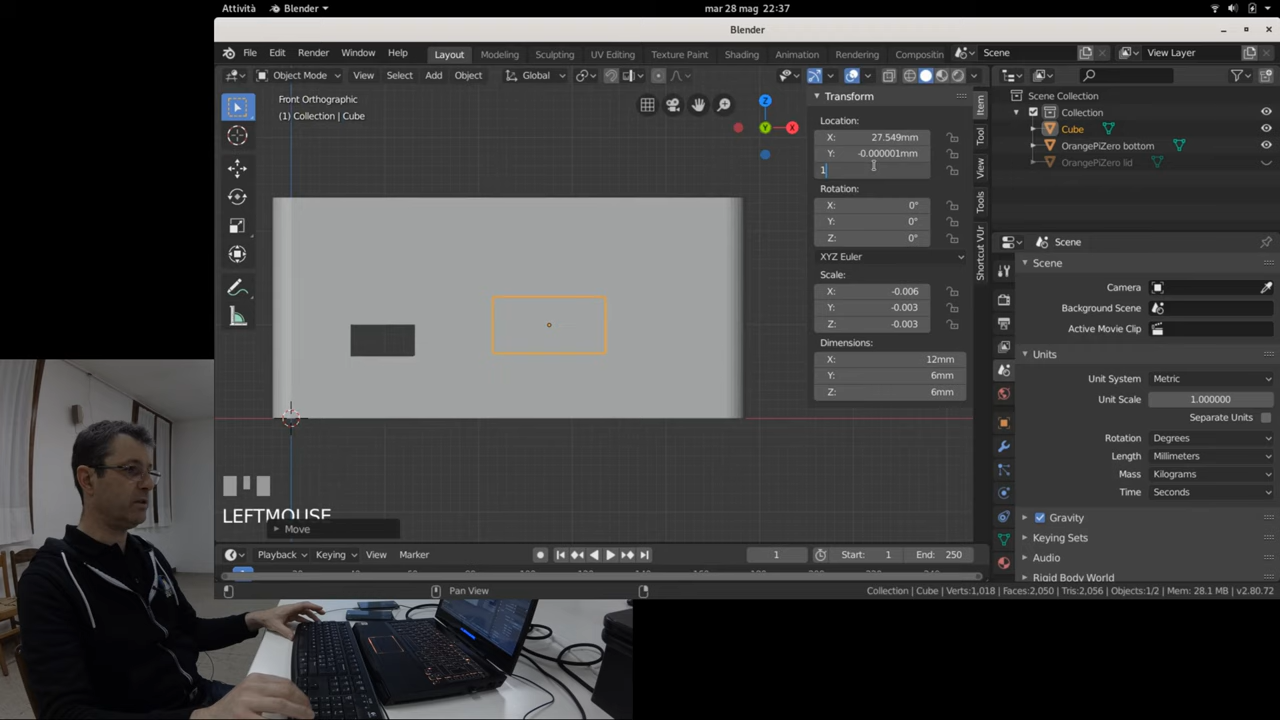 Attività
Blender
mar 28 mag 22:37
Blender
File Edit Render Window Help
Layout Modeling Sculpting UV Editing Texture Paint Shading Animation Rendering Compositin
Scene
View Layer
Object Mode View Select Add Object
Global
Front Orthographic
(1) Collection | Cube
Z
Y
X
Transform
Location:
X: 27.549mm
Y: -0.000001mm
1
Rotation:
X: 0°
Y: 0°
Z: 0°
XYZ Euler
Scale:
X: -0.006
Y: -0.003
Z: -0.003
Dimensions:
X: 12mm
Y: 6mm
Z: 6mm
Item
Tool
View
Tools
Shortcut VUr
Scene Collection
Collection
Cube
OrangePiZero bottom
OrangePiZero lid
Scene
Scene
Camera
Background Scene
Active Movie Clip
Units
Unit System Metric
Unit Scale 1.000000
Separate Units
Rotation Degrees
Length Millimeters
Mass Kilograms
Time Seconds
Gravity
Keying Sets
Audio
Rigid Body World
LEFTMOUSE
Move
Playback Keying View Marker
1
Start: 1
End: 250
Pan View
Collection | Cube | Verts:1,018 | Faces:2,050 | Tris:2,056 | Objects:1/2 | Mem: 28.1 MB | v2.80.72